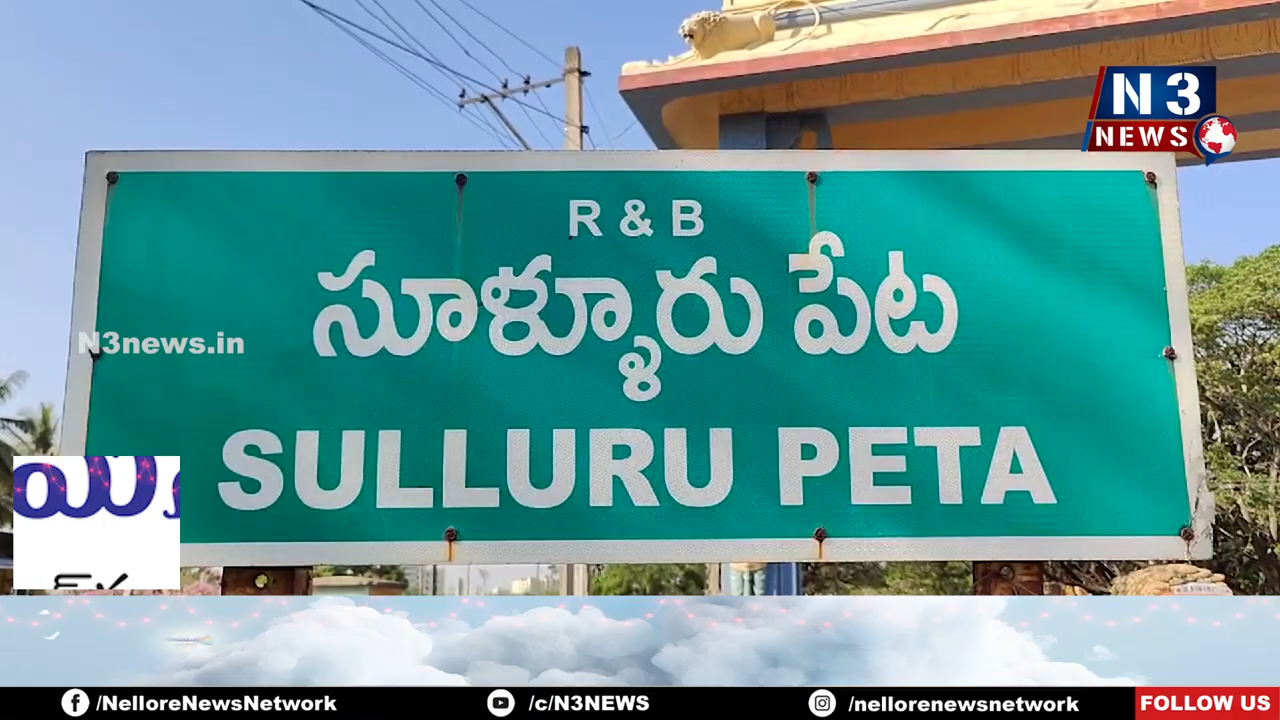 N3
NEWS
R & B
సూళ్ళూరు పేట
N3news.in
SULLURU PETA
/NelloreNewsNetwork
/c/N3NEWS
/nellorenewsnetwork
FOLLOW US